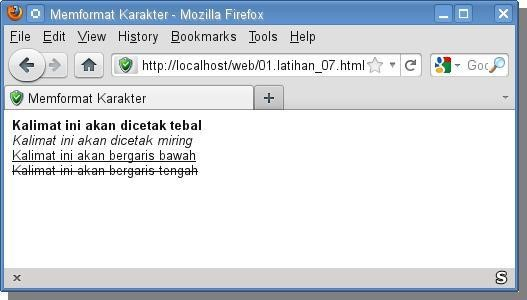 Memformat Karakter - Mozilla Firefox
File Edit View History Bookmarks Tools Help
http://localhost/web/01.latihan_07.html
Memformat Karakter
Kalimat ini akan dicetak tebal
Kalimat ini akan dicetak miring
Kalimat ini akan bergaris bawah
Kalimat ini akan bergaris tengah